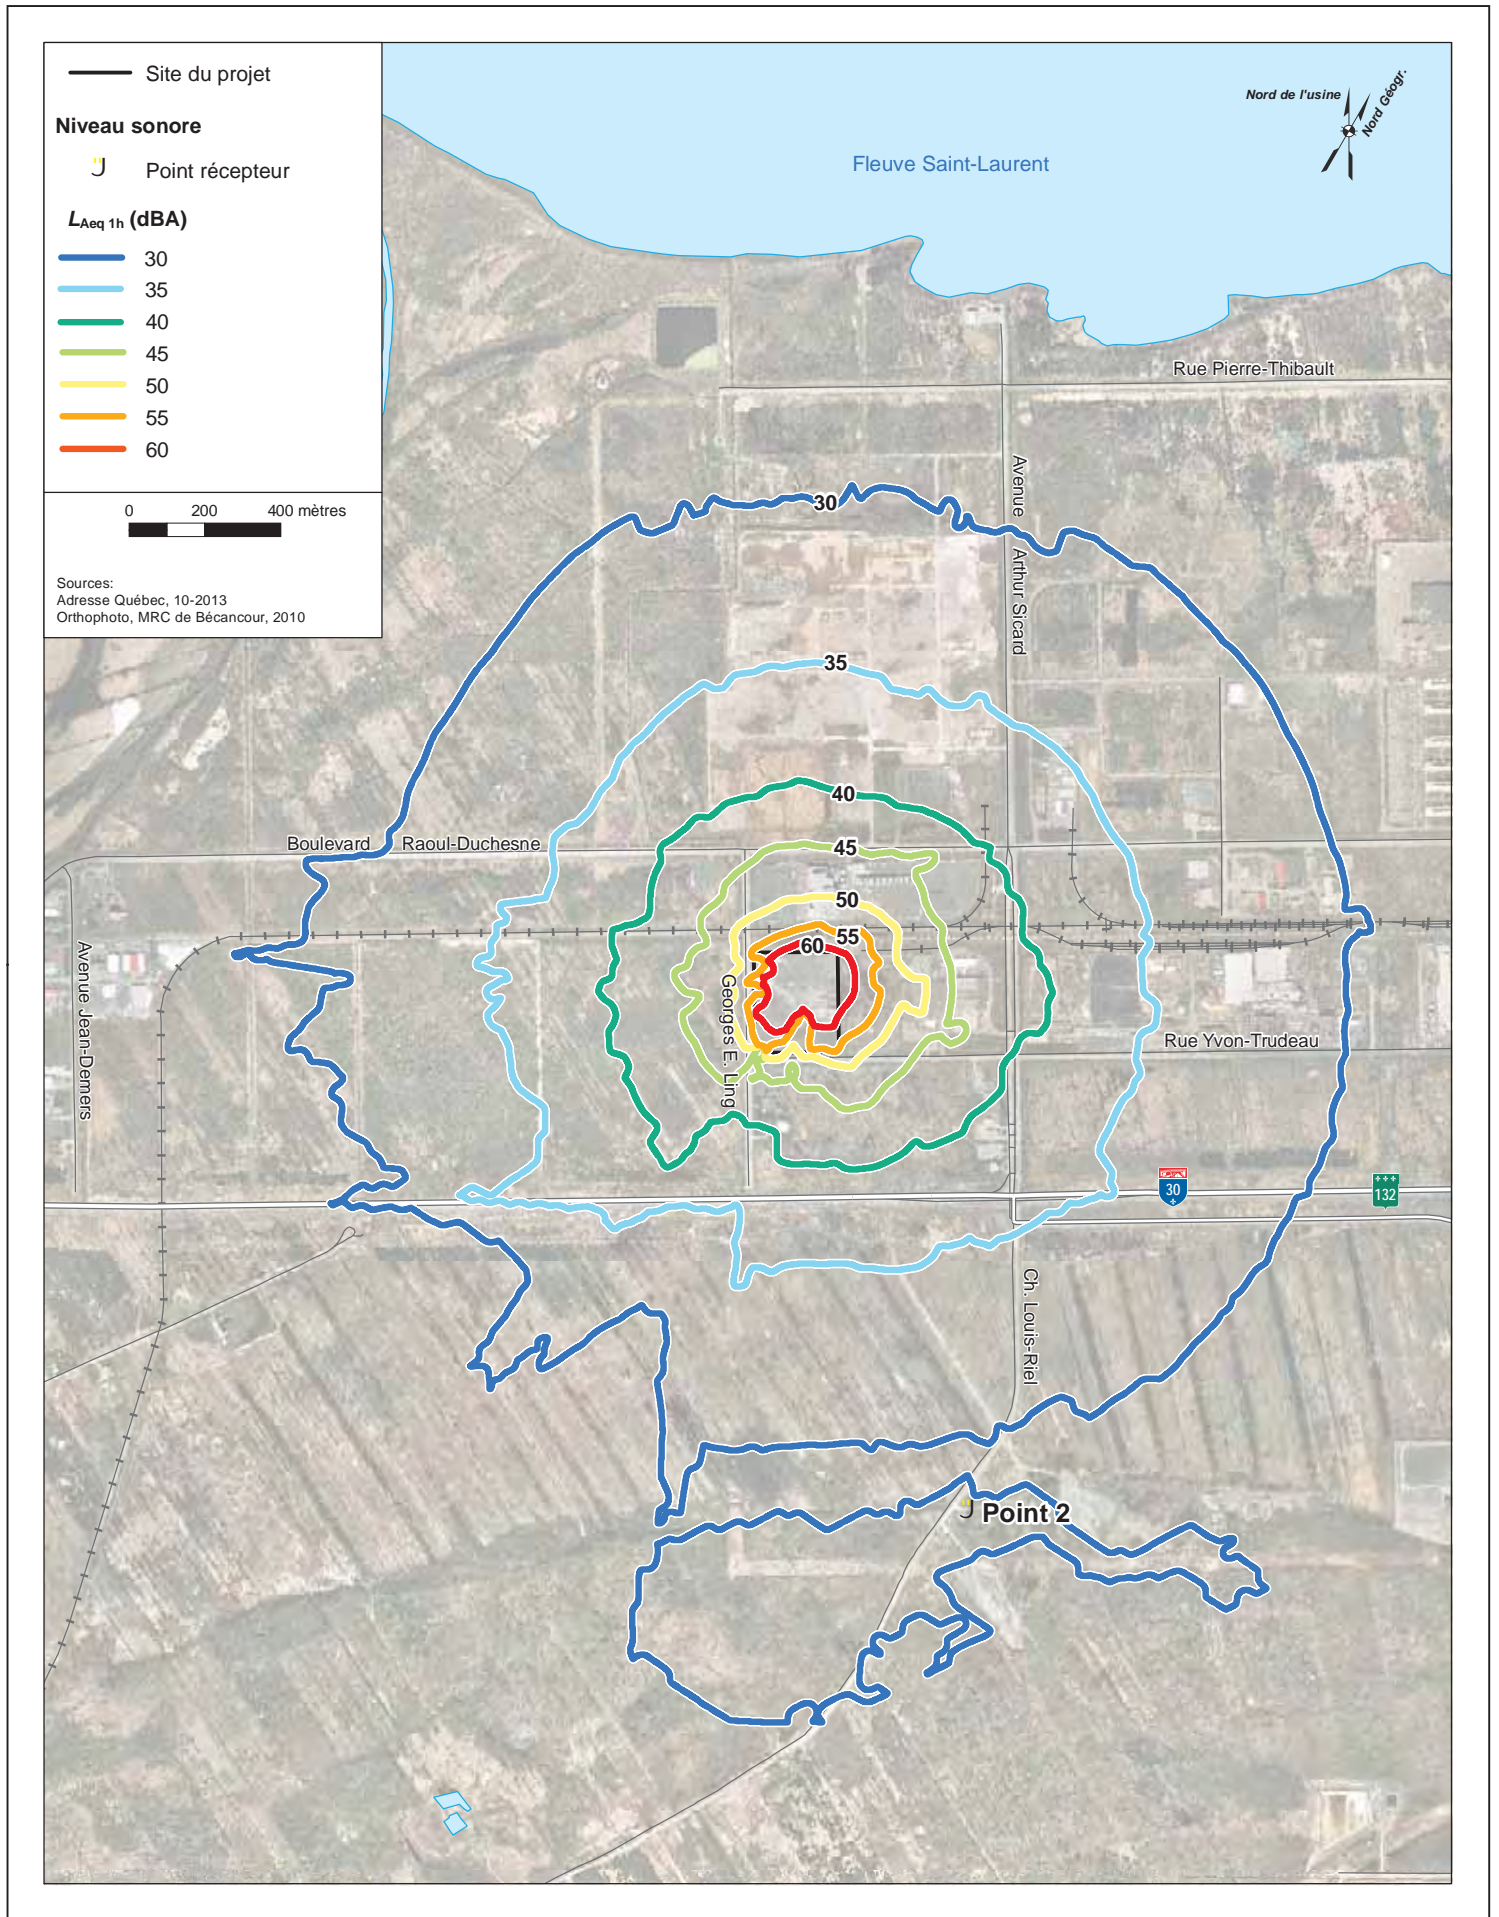 Site du projet
Niveau sonore
Point récepteur
LAeq 1h (dBA)
30
35
40
45
50
55
60
0 200 400 mètres
Sources:
Adresse Québec, 10-2013
Orthophoto, MRC de Bécancour, 2010
Nord de l'usine
Nord Géogr.
Fleuve Saint-Laurent
Rue Pierre-Thibault
Avenue Arthur Sicard
30
35
40
Boulevard Raoul-Duchesne
45
50
55
60
Avenue Jean-Demers
Georges E. Ling
Rue Yvon-Trudeau
30
132
Ch. Louis-Riel
Point 2